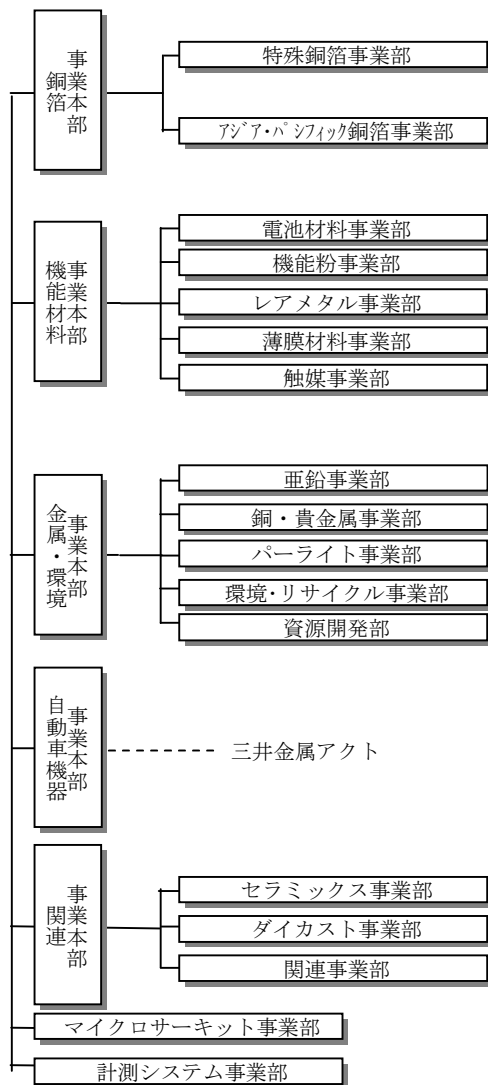 銅箔
事業本部
特殊銅箔事業部
アジア・パシフィック銅箔事業部
機能材料
事業本部
電池材料事業部
機能粉事業部
レアメタル事業部
薄膜材料事業部
触媒事業部
金属・環境
事業本部
亜鉛事業部
銅・貴金属事業部
パーライト事業部
環境・リサイクル事業部
資源開発部
自動車機器
事業本部
三井金属アクト
関連
事業本部
セラミックス事業部
ダイカスト事業部
関連事業部
マイクロサーキット事業部
計測システム事業部